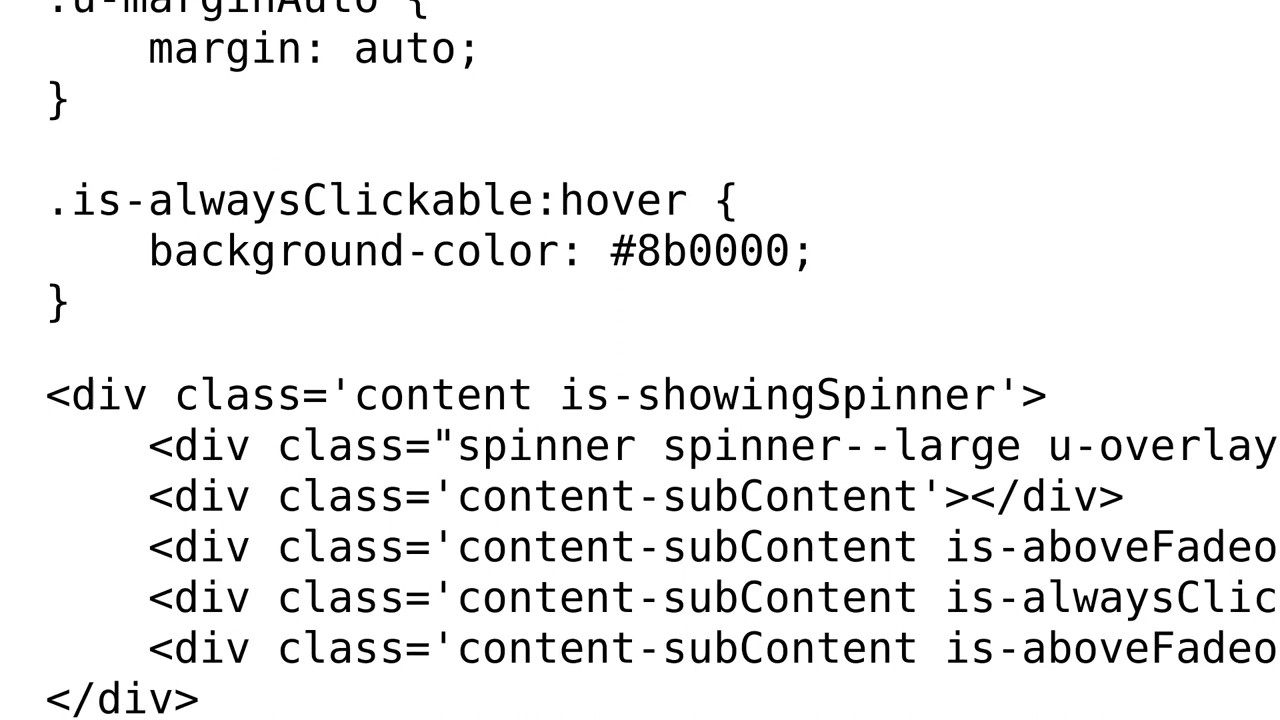 .u-marginAuto {
    margin: auto;
}

.is-alwaysClickable:hover {
    background-color: #8b0000;
}

<div class='content is-showingSpinner'>
    <div class="spinner spinner--large u-overlay
    <div class='content-subContent'></div>
    <div class='content-subContent is-aboveFadeo
    <div class='content-subContent is-alwaysClic
    <div class='content-subContent is-aboveFadeo
</div>